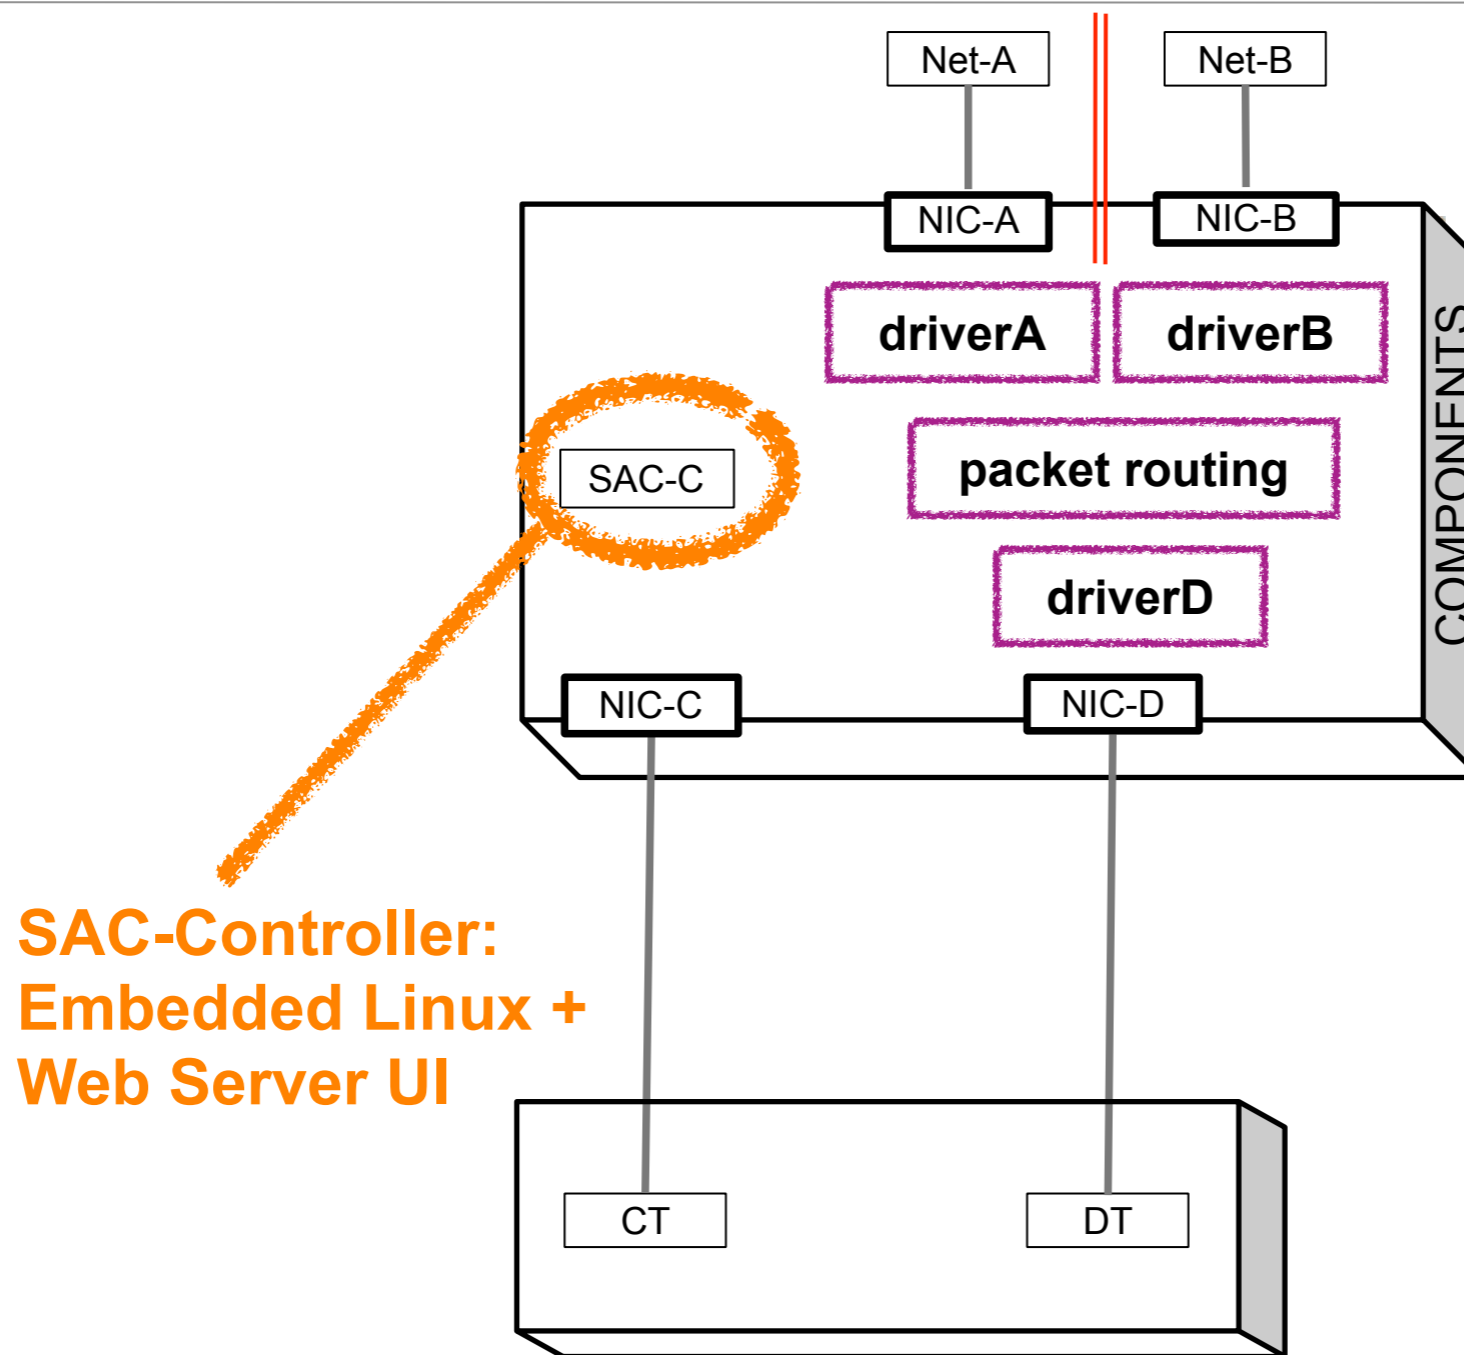 Net-A
Net-B
NIC-A
NIC-B
driverA
driverB
COMPONENTS
SAC-C
packet routing
driverD
NIC-C
NIC-D
SAC-Controller:
Embedded Linux +
Web Server UI
CT
DT